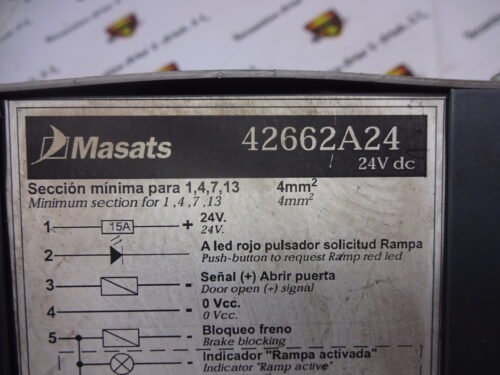 Masats 42662A24
24V dc
Sección mínima para 1,4,7,13 4mm²
Minimum section for 1,4,7,13 4mm²
1 15A + 24V.
24V.
2 A led rojo pulsador solicitud Rampa
Push-button to request Ramp red led
3 - Señal (+) Abrir puerta
Door open (+) signal
4 - 0 Vcc.
0 Vcc.
5 - Bloqueo freno
Brake blocking
Indicador "Rampa activada"
Indicator "Ramp active"